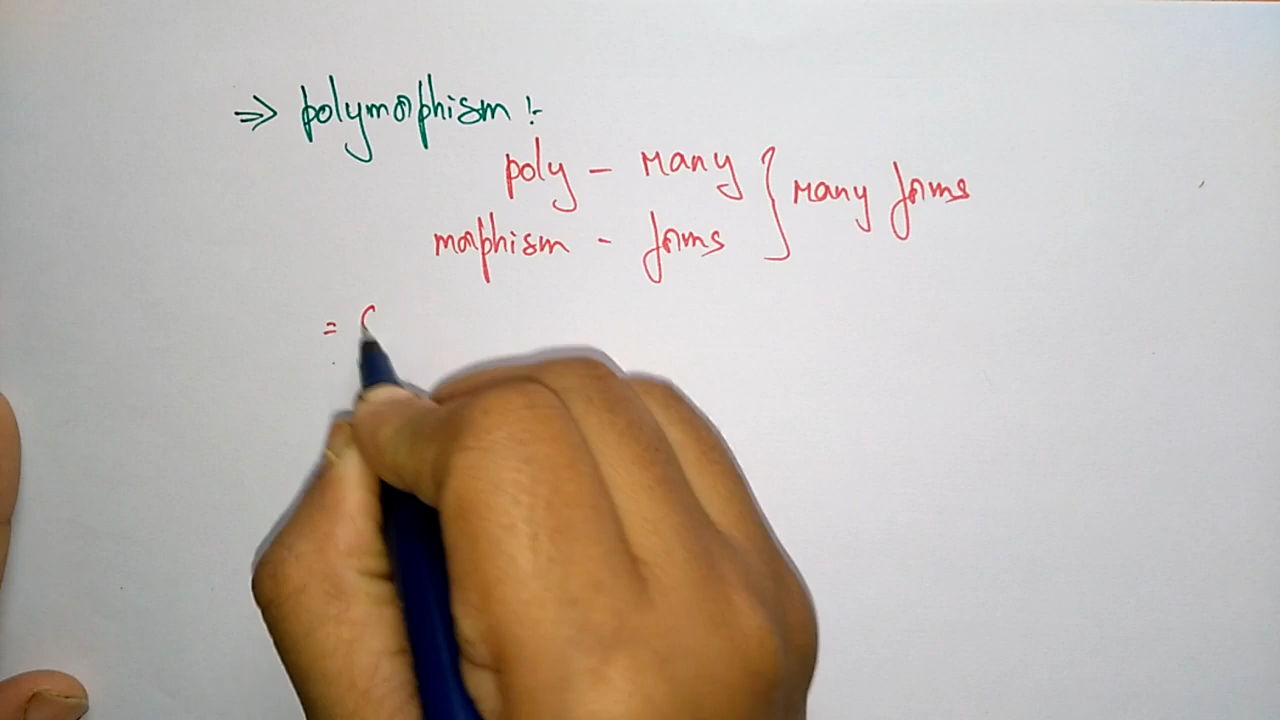 ⇒ polymorphism :-
poly - Many
morphism - forms } Many forms
=